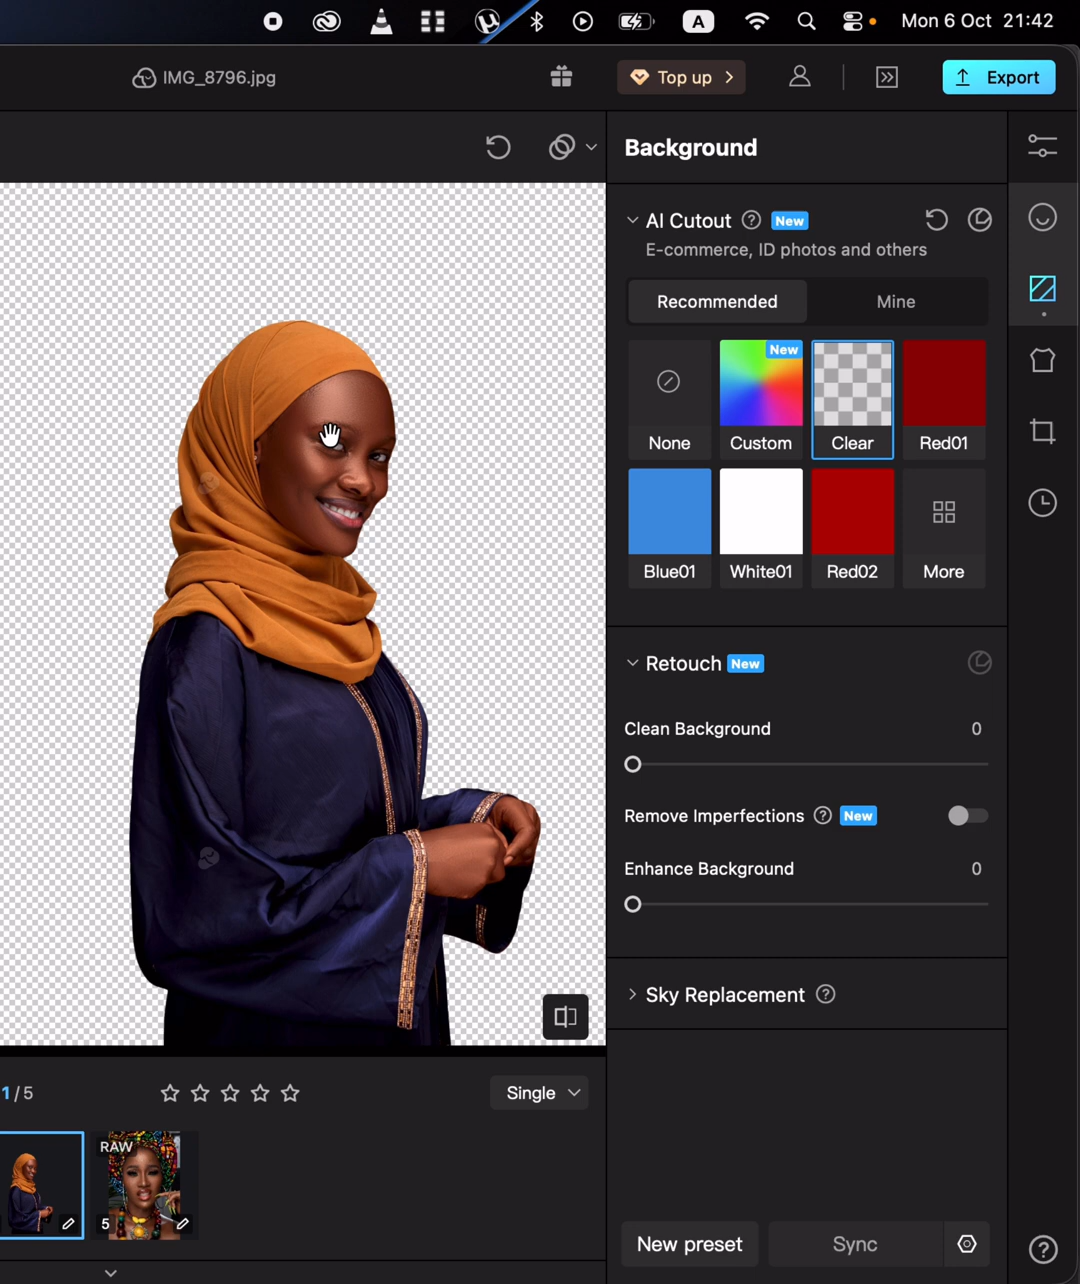 A
Mon 6 Oct 21:42
IMG_8796.jpg
Top up
Export
Background
AI Cutout ? New
E-commerce, ID photos and others
Recommended
Mine
New
None
Custom
Clear
Red01
Blue01
White01
Red02
More
Retouch New
Clean Background 0
Remove Imperfections ? New
Enhance Background 0
Sky Replacement ?
1/5
Single
RAW
5
New preset
Sync
?